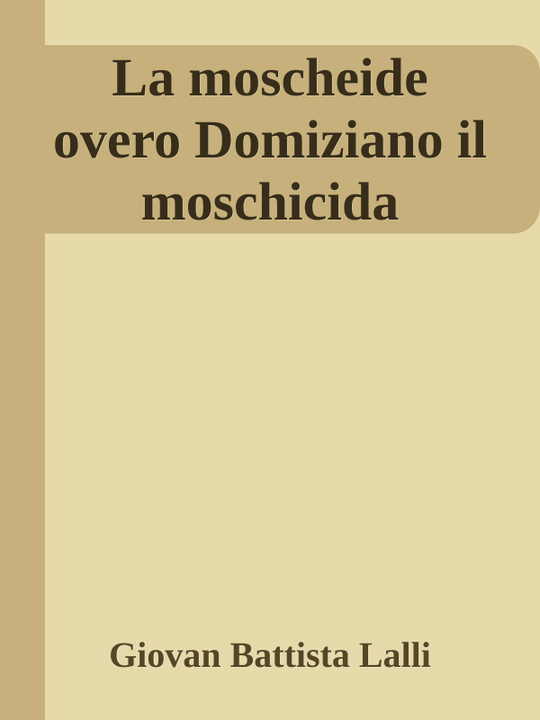 La moscheide
overo Domiziano il
moschicida
Giovan Battista Lalli